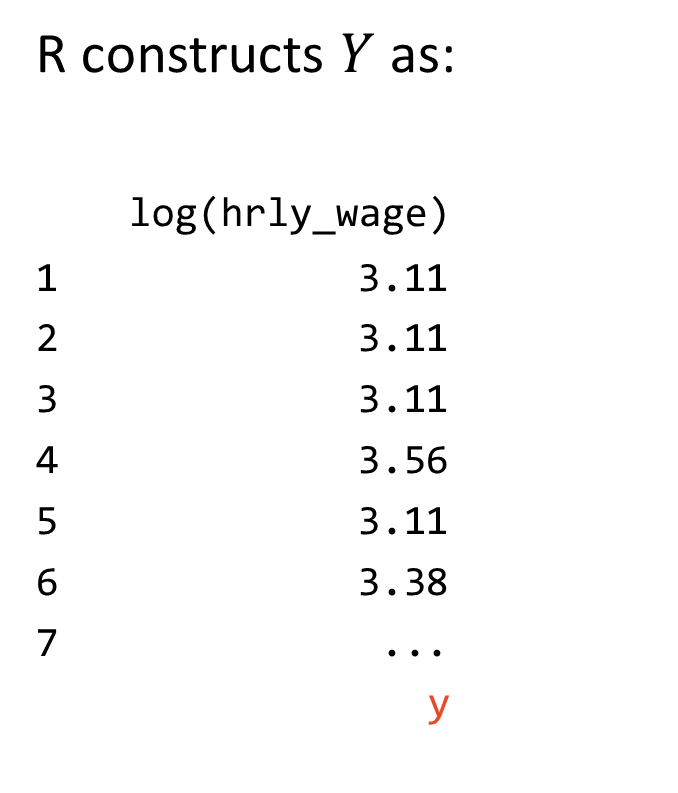 R constructs Y as:
log(hrly_wage)
1 3.11
2 3.11
3 3.11
4 3.56
5 3.11
6 3.38
7 ...
y